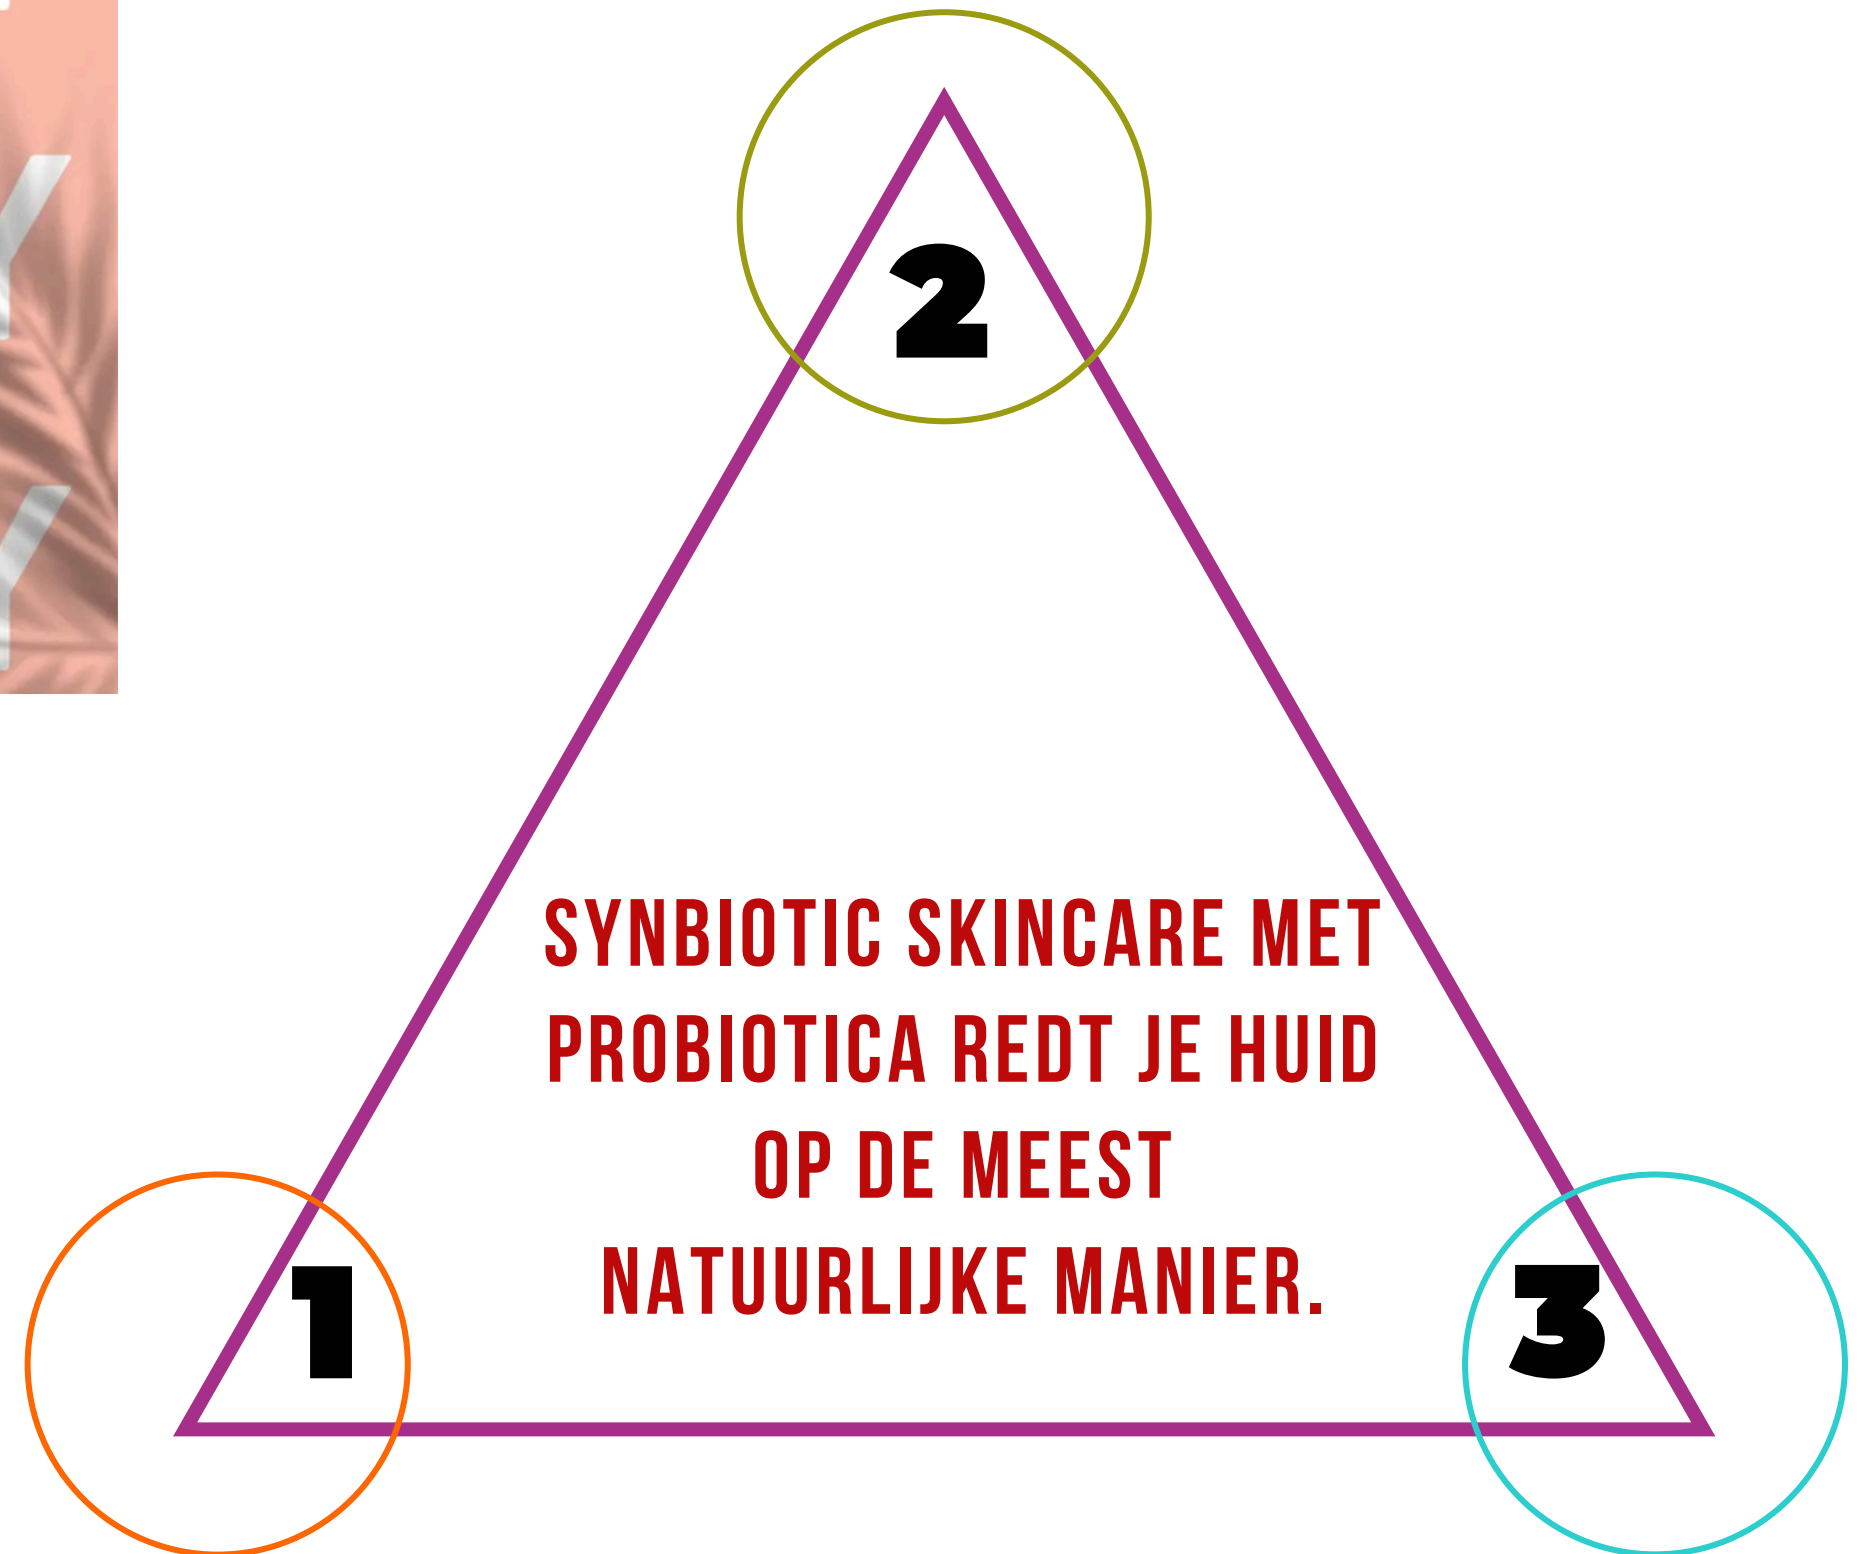 Y
Y
2
SYNBIOTIC SKINCARE MET
PROBIOTICA REDT JE HUID
OP DE MEEST
NATUURLIJKE MANIER.
1
3